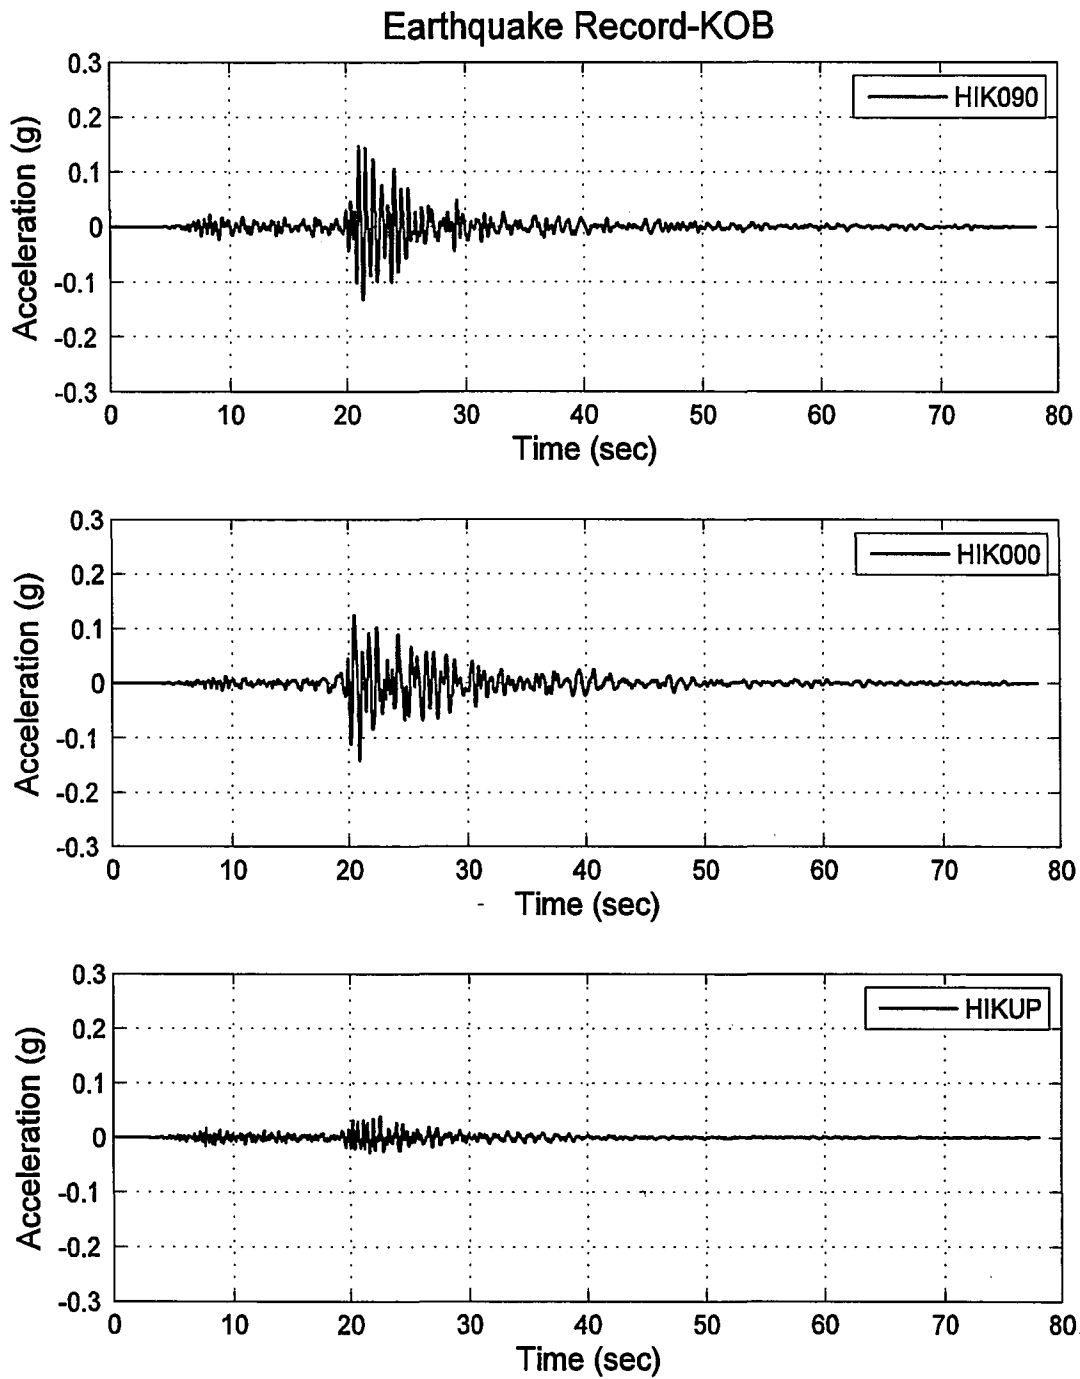 Earthquake Record-KOB
0.3
HIK090
0.2
0.1
0
-0.1
-0.2
-0.3
Acceleration (g)
0 10 20 30 40 50 60 70 80
Time (sec)
0.3
HIK000
0.2
0.1
0
-0.1
-0.2
-0.3
Acceleration (g)
0 10 20 30 40 50 60 70 80
Time (sec)
0.3
HIKUP
0.2
0.1
0
-0.1
-0.2
-0.3
Acceleration (g)
0 10 20 30 40 50 60 70 80
Time (sec)